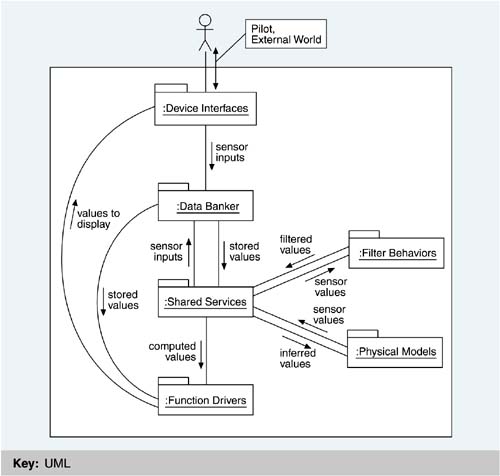 Pilot,
External World
:Device Interfaces
sensor
inputs
values to
display
:Data Banker
filtered
values
:Filter Behaviors
sensor
inputs
stored
values
sensor
values
stored
values
:Shared Services
sensor
values
computed
values
inferred
values
:Physical Models
:Function Drivers
Key: UML